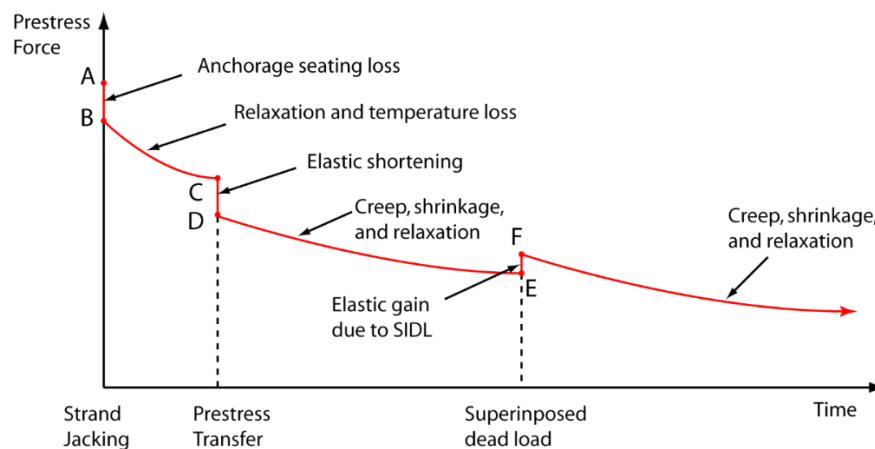 Prestress
Force
A
Anchorage seating loss
B
Relaxation and temperature loss
C
Elastic shortening
D
Creep, shrinkage,
and relaxation
F
E
Elastic gain
due to SIDL
Creep, shrinkage,
and relaxation
Strand
Jacking
Prestress
Transfer
Superinposed
dead load
Time